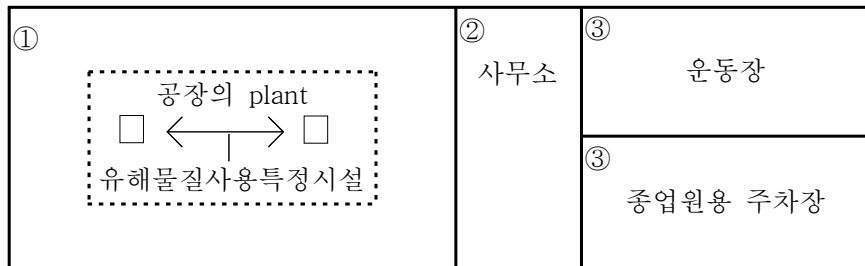 ①
공장의 plant
유해물질사용특정시설
②
사무소
③
운동장
③
종업원용 주차장